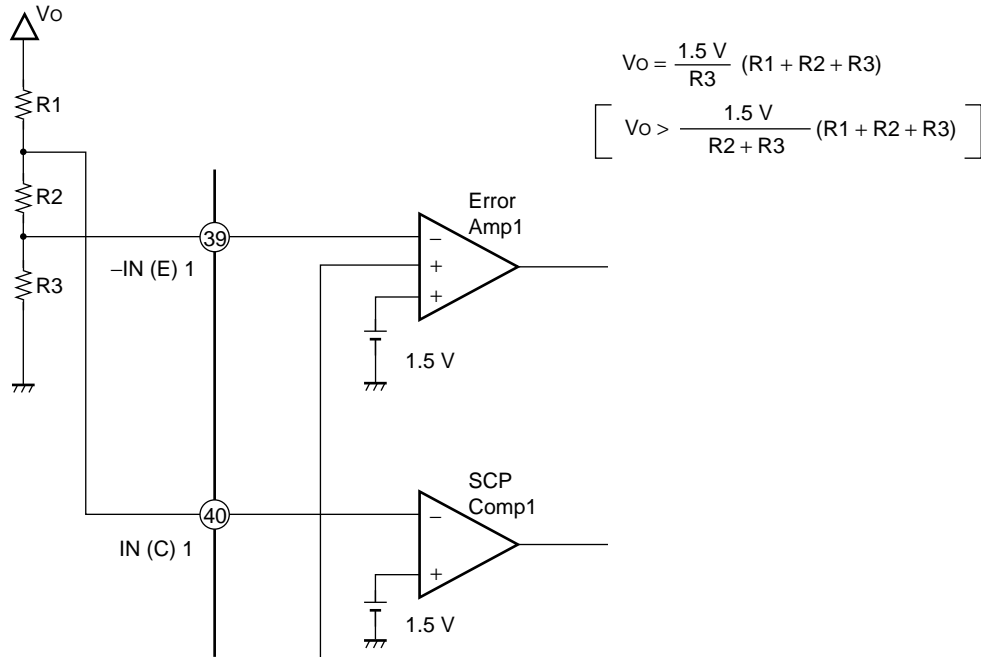 Vo
R1
R2
R3
39
–IN (E) 1
40
IN (C) 1
Error
Amp1
–
+
+
1.5 V
SCP
Comp1
–
+
1.5 V
Vo = 1.5 V / R3 (R1 + R2 + R3)
[ Vo > 1.5 V / R2 + R3 (R1 + R2 + R3) ]